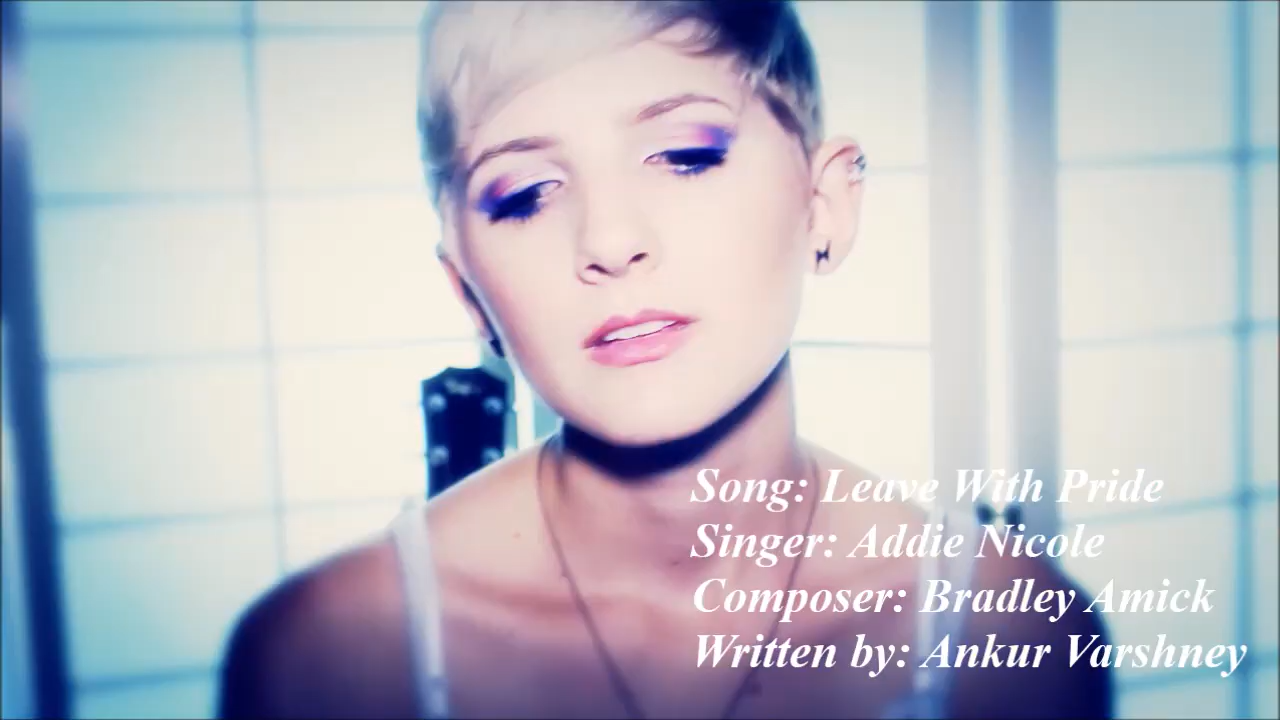 Song: Leave With Pride
Singer: Addie Nicole
Composer: Bradley Amick
Written by: Ankur Varshney